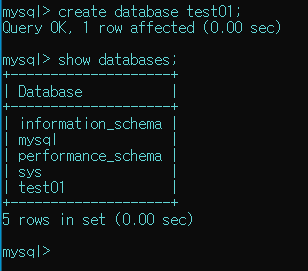 mysql> create database test01;
Query OK, 1 row affected (0.00 sec)
mysql> show databases;
+--------------------+
| Database           |
+--------------------+
| information_schema |
| mysql              |
| performance_schema |
| sys                |
| test01             |
+--------------------+
5 rows in set (0.00 sec)
mysql>